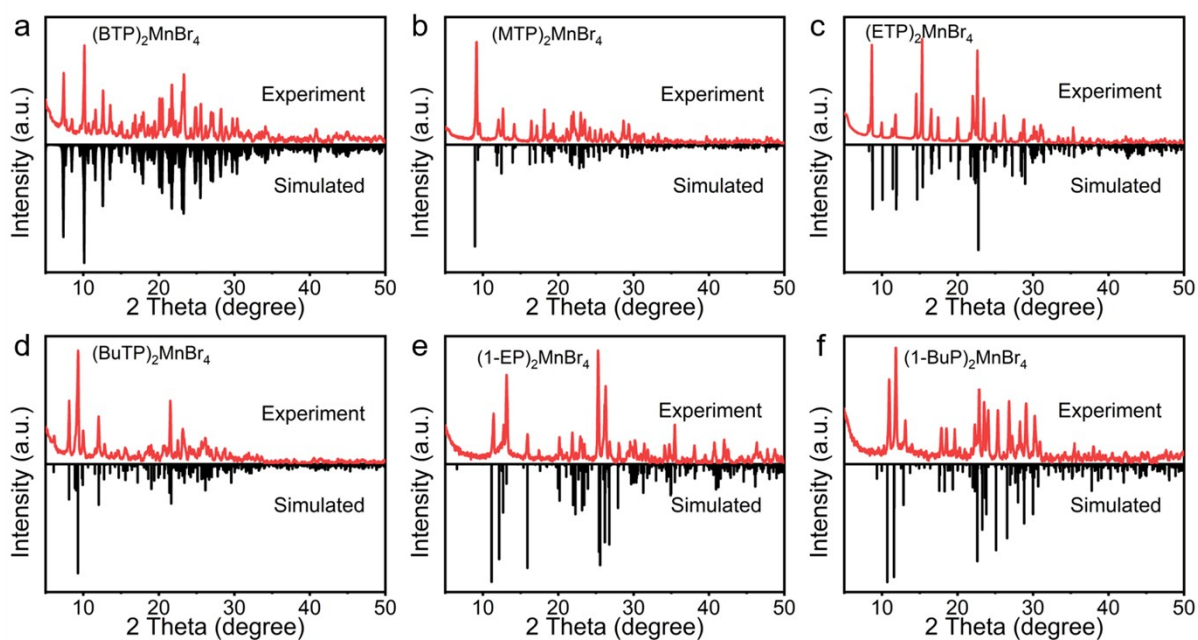 a
(BTP)₂MnBr₄
Experiment
Simulated
Intensity (a.u.)
10 20 30 40 50
2 Theta (degree)
b
(MTP)₂MnBr₄
Experiment
Simulated
Intensity (a.u.)
10 20 30 40 50
2 Theta (degree)
c
(ETP)₂MnBr₄
Experiment
Simulated
Intensity (a.u.)
10 20 30 40 50
2 Theta (degree)
d
(BuTP)₂MnBr₄
Experiment
Simulated
Intensity (a.u.)
10 20 30 40 50
2 Theta (degree)
e
(1-EP)₂MnBr₄
Experiment
Simulated
Intensity (a.u.)
10 20 30 40 50
2 Theta (degree)
f
(1-BuP)₂MnBr₄
Experiment
Simulated
Intensity (a.u.)
10 20 30 40 50
2 Theta (degree)